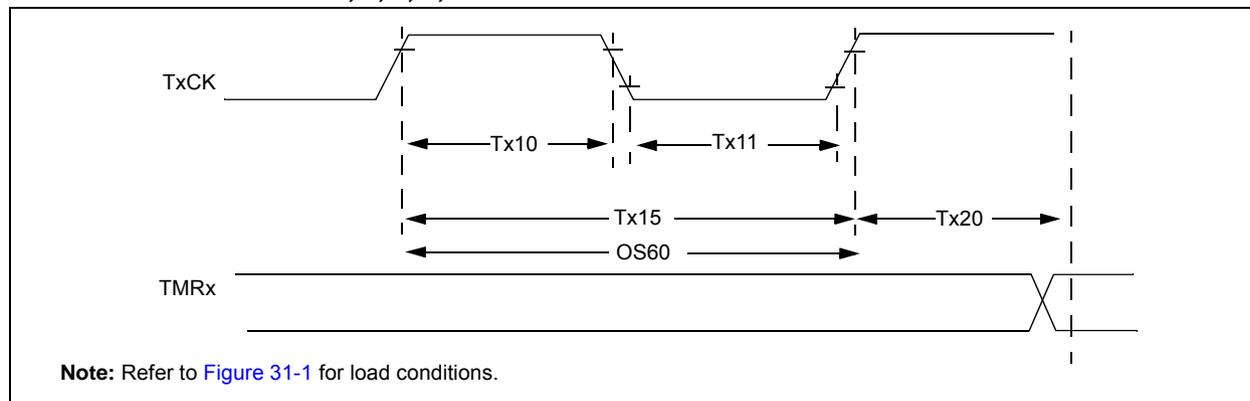 TxCK
Tx10
Tx11
Tx15
Tx20
OS60
TMRx
Note: Refer to Figure 31-1 for load conditions.